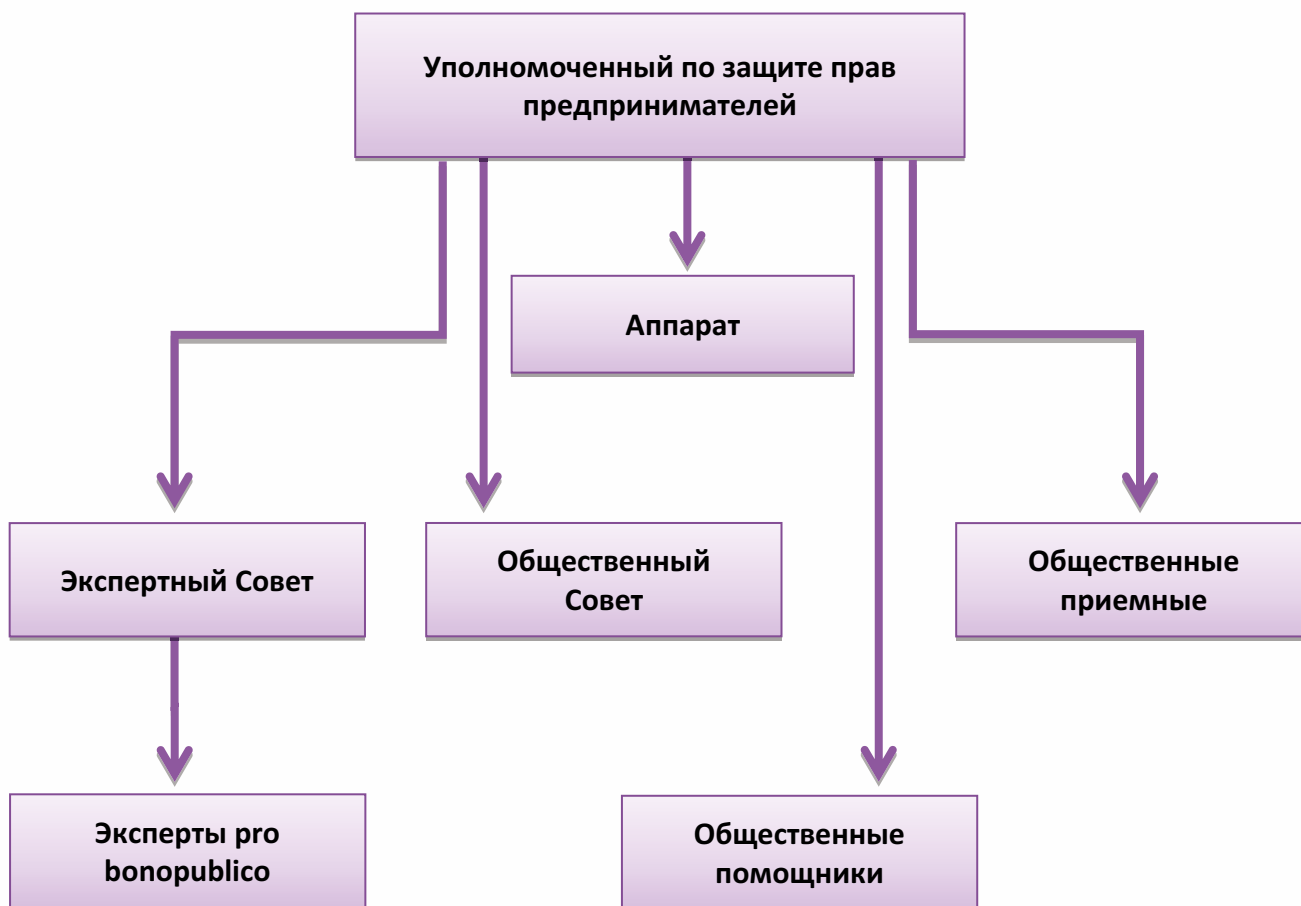 Уполномоченный по защите прав
предпринимателей
Аппарат
Экспертный Совет
Общественный
Совет
Общественные
приемные
Эксперты pro
bonopublico
Общественные
помощники